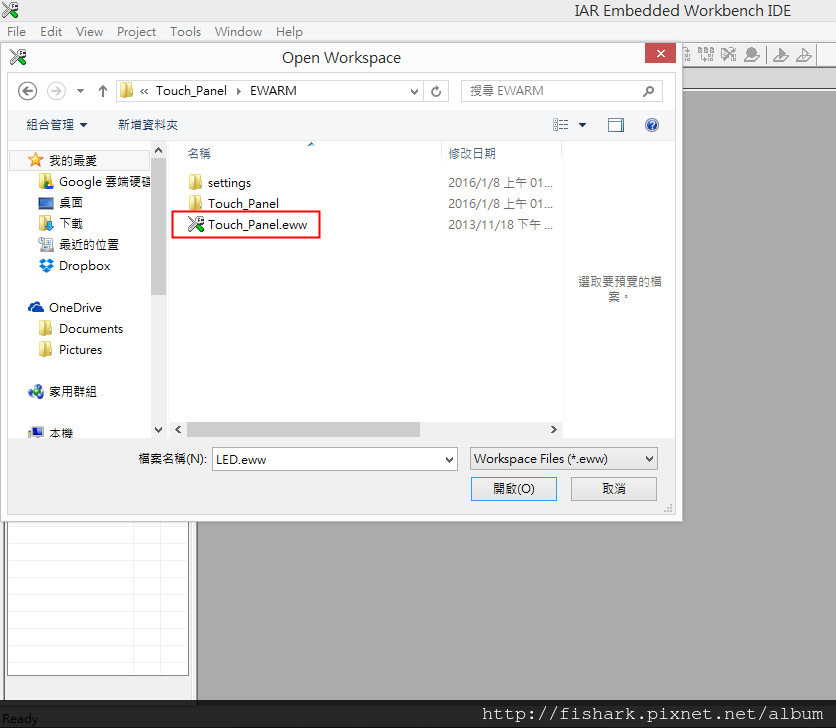 IAR Embedded Workbench IDE
File Edit View Project Tools Window Help
Open Workspace
« Touch_Panel EWARM 搜尋 EWARM
組合管理 新增資料夾
名稱 修改日期
我的最愛
Google 雲端硬碟
桌面
下載
最近的位置
Dropbox
OneDrive
Documents
Pictures
家用群組
本機
settings 2016/1/8 上午 01...
Touch_Panel 2016/1/8 上午 01...
Touch_Panel.eww 2013/11/18 下午 ...
選取要預覽的檔
案。
檔案名稱(N): LED.eww Workspace Files (*.eww)
開啟(O) 取消
Ready
http://fishark.pixnet.net/album